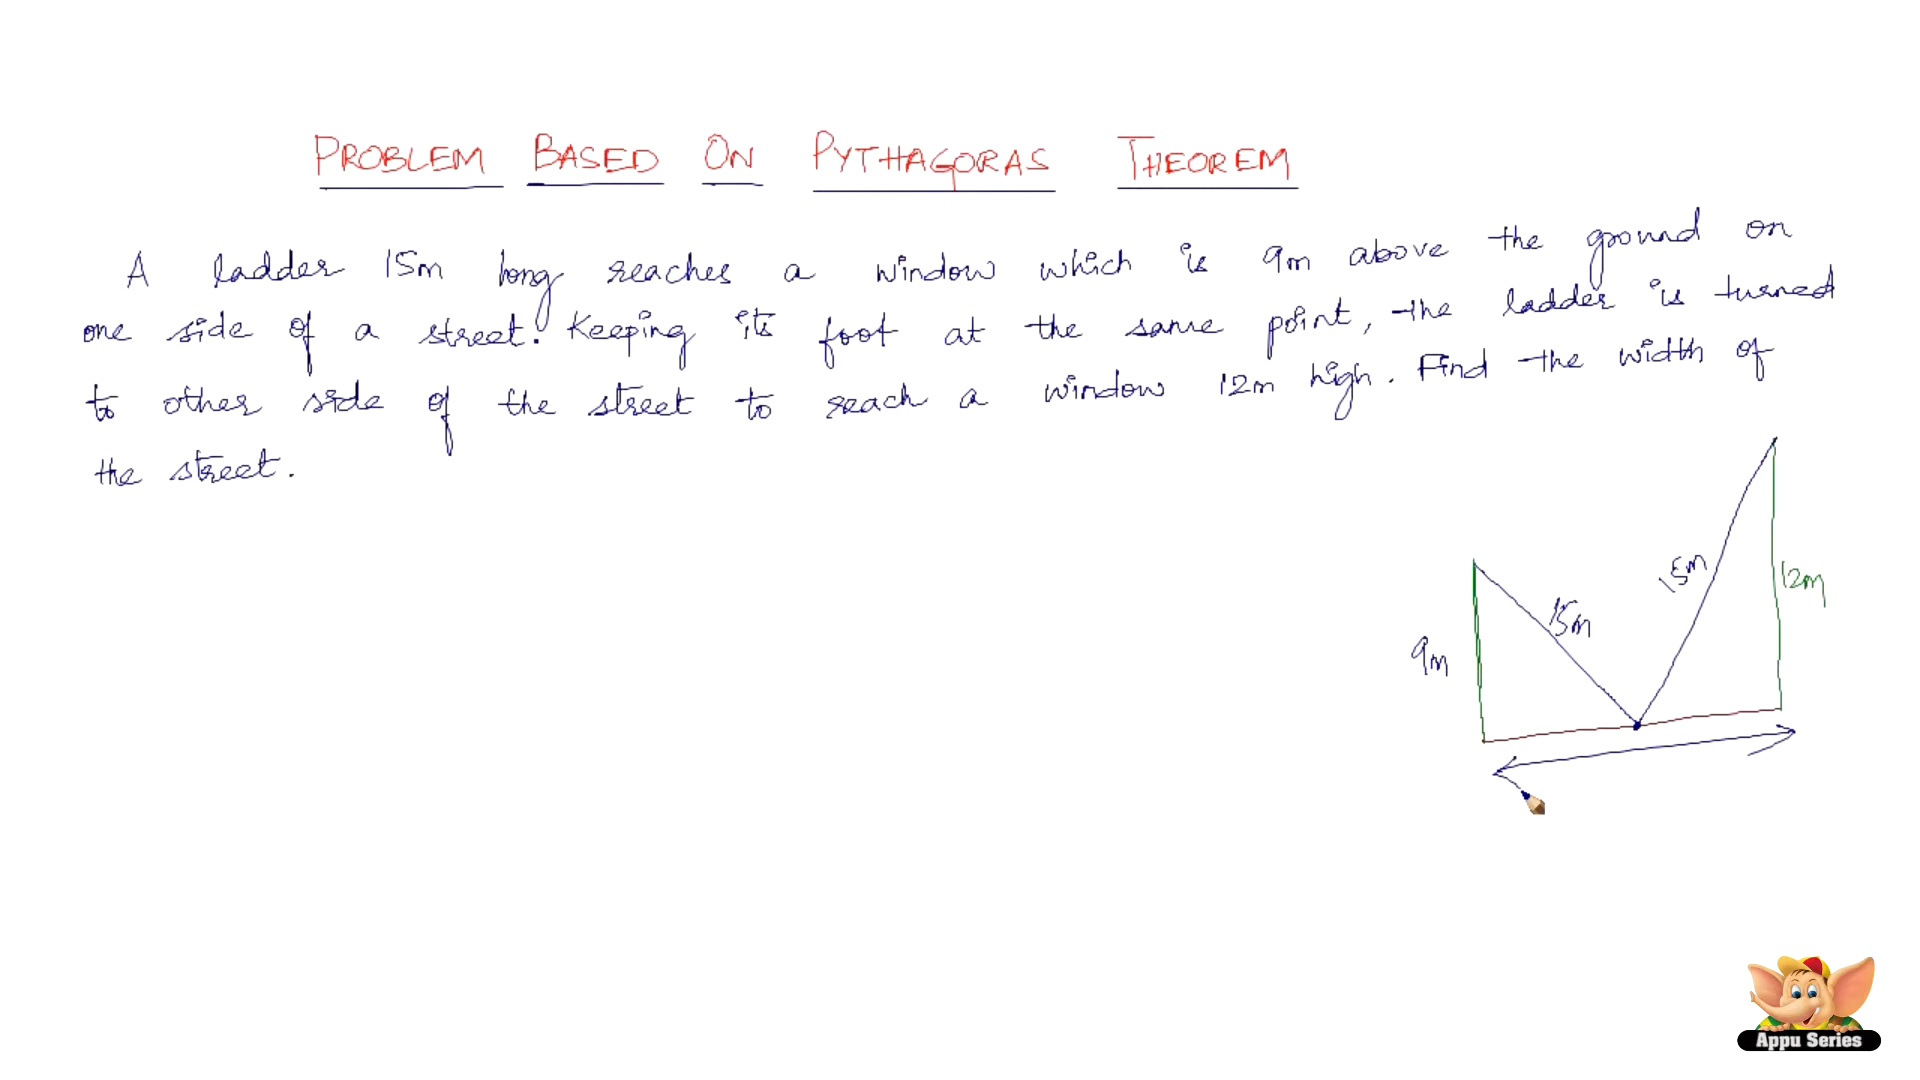 PROBLEM BASED ON PYTHAGORAS THEOREM
A ladder 15m long reaches a window which is 9m above the ground on
one side of a street. Keeping its foot at the same point, the ladder is turned
to other side of the street to reach a window 12m high. Find the width of
the street.
15m
12m
15m
9m
Appu Series